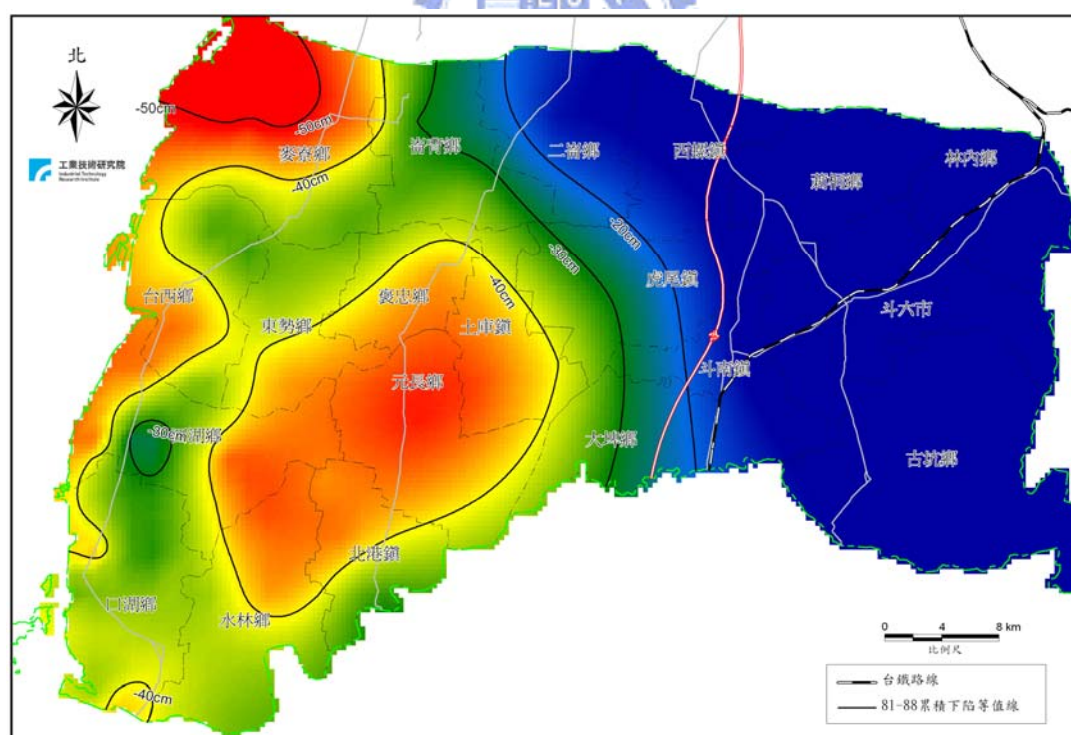 北
工業技術研究院
Industrial Technology
Research Institute
-50cm
-50cm
麥寮鄉
-40cm
崙背鄉
二崙鄉
西螺鎮
莿桐鄉
林內鄉
-20cm
-30cm
虎尾鎮
-40cm
台西鄉
褒忠鄉
東勢鄉
土庫鎮
斗六市
斗南鎮
元長鄉
-30cm
湖鄉
大埤鄉
古坑鄉
北港鎮
口湖鄉
水林鄉
-40cm
0 4 8 km
比例尺
台鐵路線
81-88累積下陷等值線